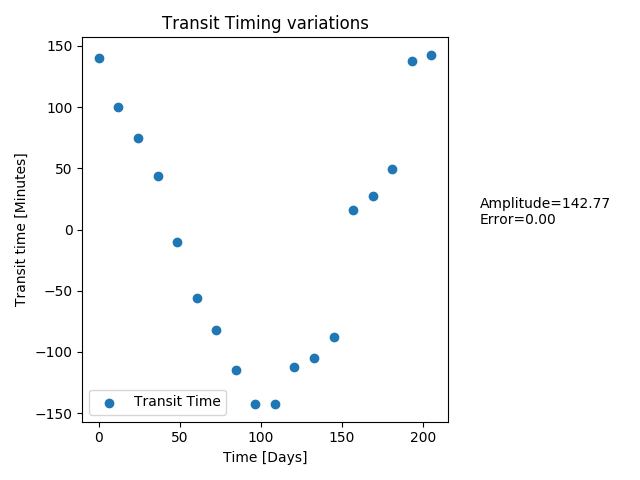 Transit Timing variations
150
100
50
0
−50
−100
−150
Transit time [Minutes]
Transit Time
0
50
100
150
200
Time [Days]
Amplitude=142.77
Error=0.00